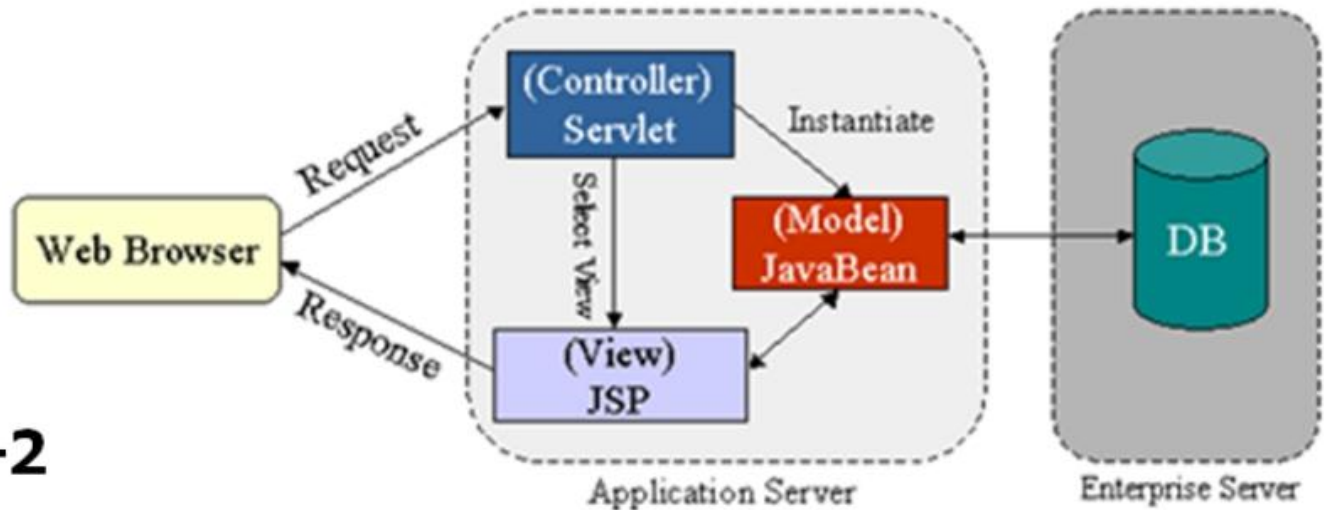 (Controller)
Servlet
Instantiate
Request
Select View
(Model)
JavaBean
DB
Web Browser
Response
(View)
JSP
-2
Application Server
Enterprise Server